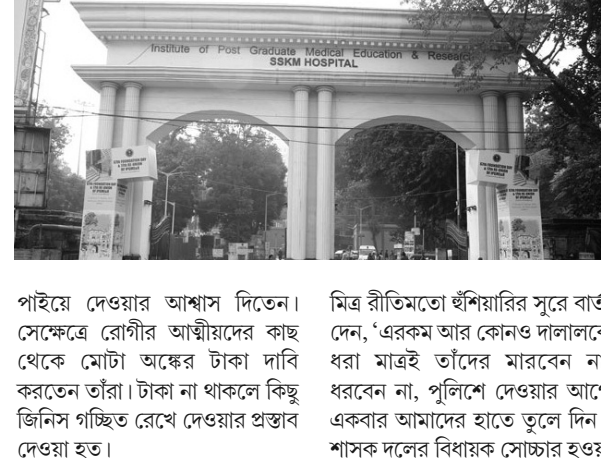 Institute of Post Graduate Medical Education & Research
SSKM HOSPITAL
পাইয়ে দেওয়ার আশ্বাস দিতেন।
সেক্ষেত্রে রোগীর আত্মীয়দের কাছ
থেকে মোটা অঙ্কের টাকা দাবি
করতেন তাঁরা। টাকা না থাকলে কিছু
জিনিস গচ্ছিত রেখে দেওয়ার প্রস্তাব
দেওয়া হত।
মিত্র রীতিমতো হুঁশিয়ারির সুরে
দেন, ‘এরকম আর কোনও দালালকে
ধরা মাত্রই তাঁদের মারবেন
ধরবেন না, পুলিশে দেওয়ার
একবার আমাদের হাতে তুলে দিন
শাসক দলের বিধায়ক সোচ্চার